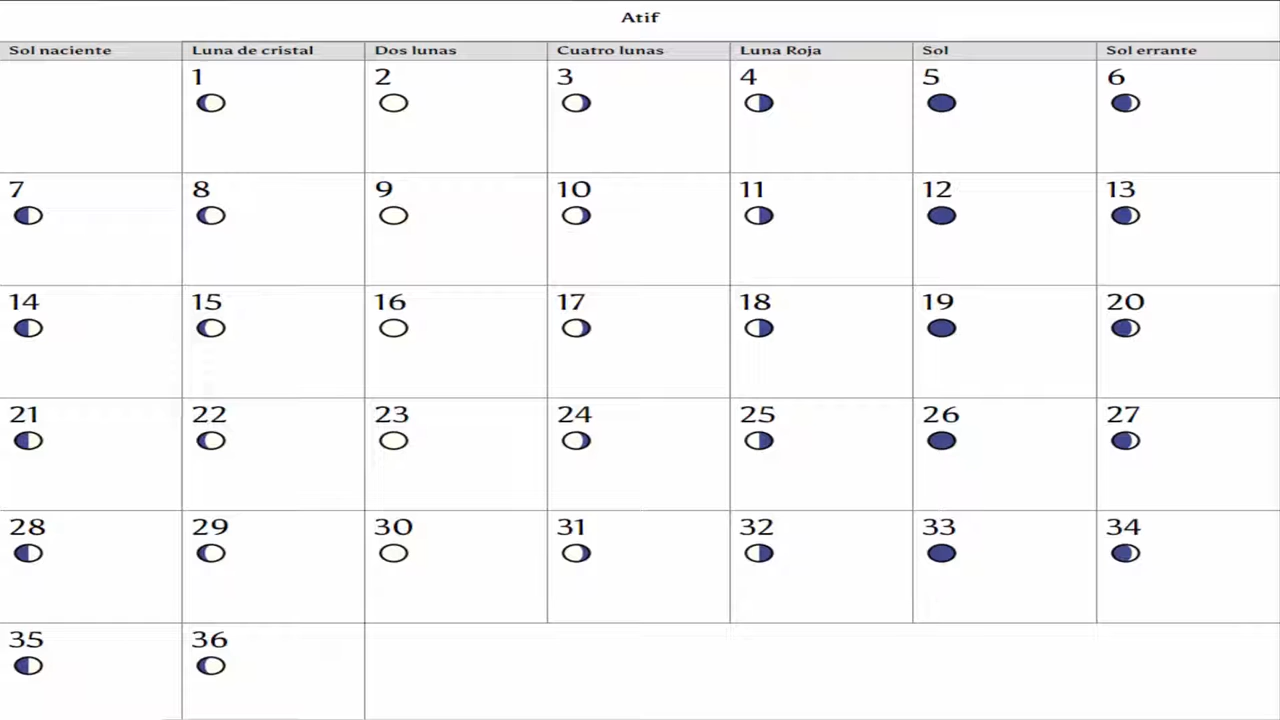 Atif
Sol naciente Luna de cristal Dos lunas Cuatro lunas Luna Roja Sol Sol errante
1 2 3 4 5 6
7 8 9 10 11 12 13
14 15 16 17 18 19 20
21 22 23 24 25 26 27
28 29 30 31 32 33 34
35 36